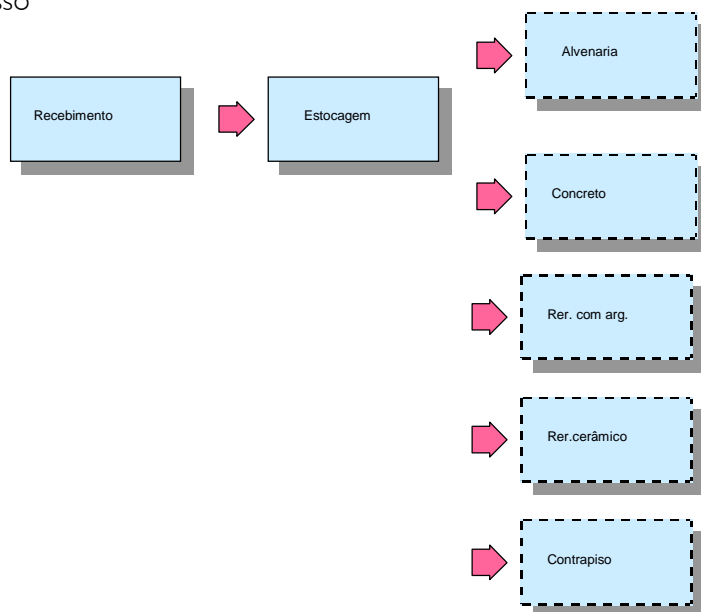 Recebimento
Estocagem
Alvenaria
Concreto
Rer. com arg.
Rer.cerâmico
Contrapiso